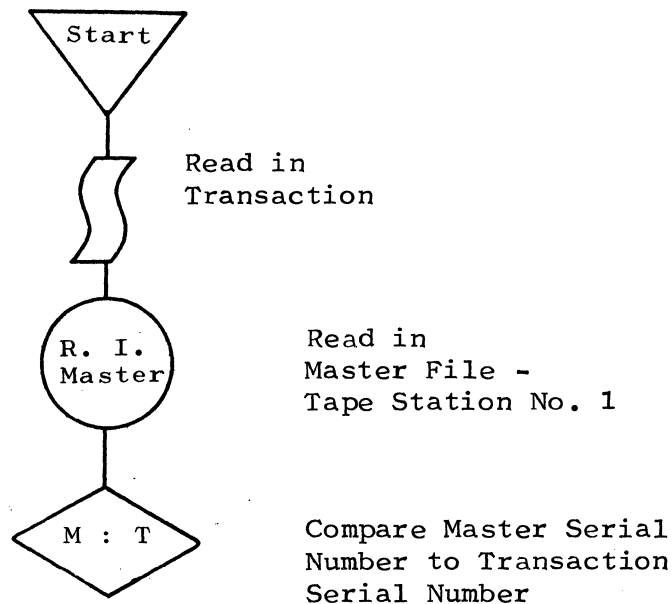 Start
Read in
Transaction
R. I.
Master
Read in
Master File -
Tape Station No. 1
M : T
Compare Master Serial
Number to Transaction
Serial Number